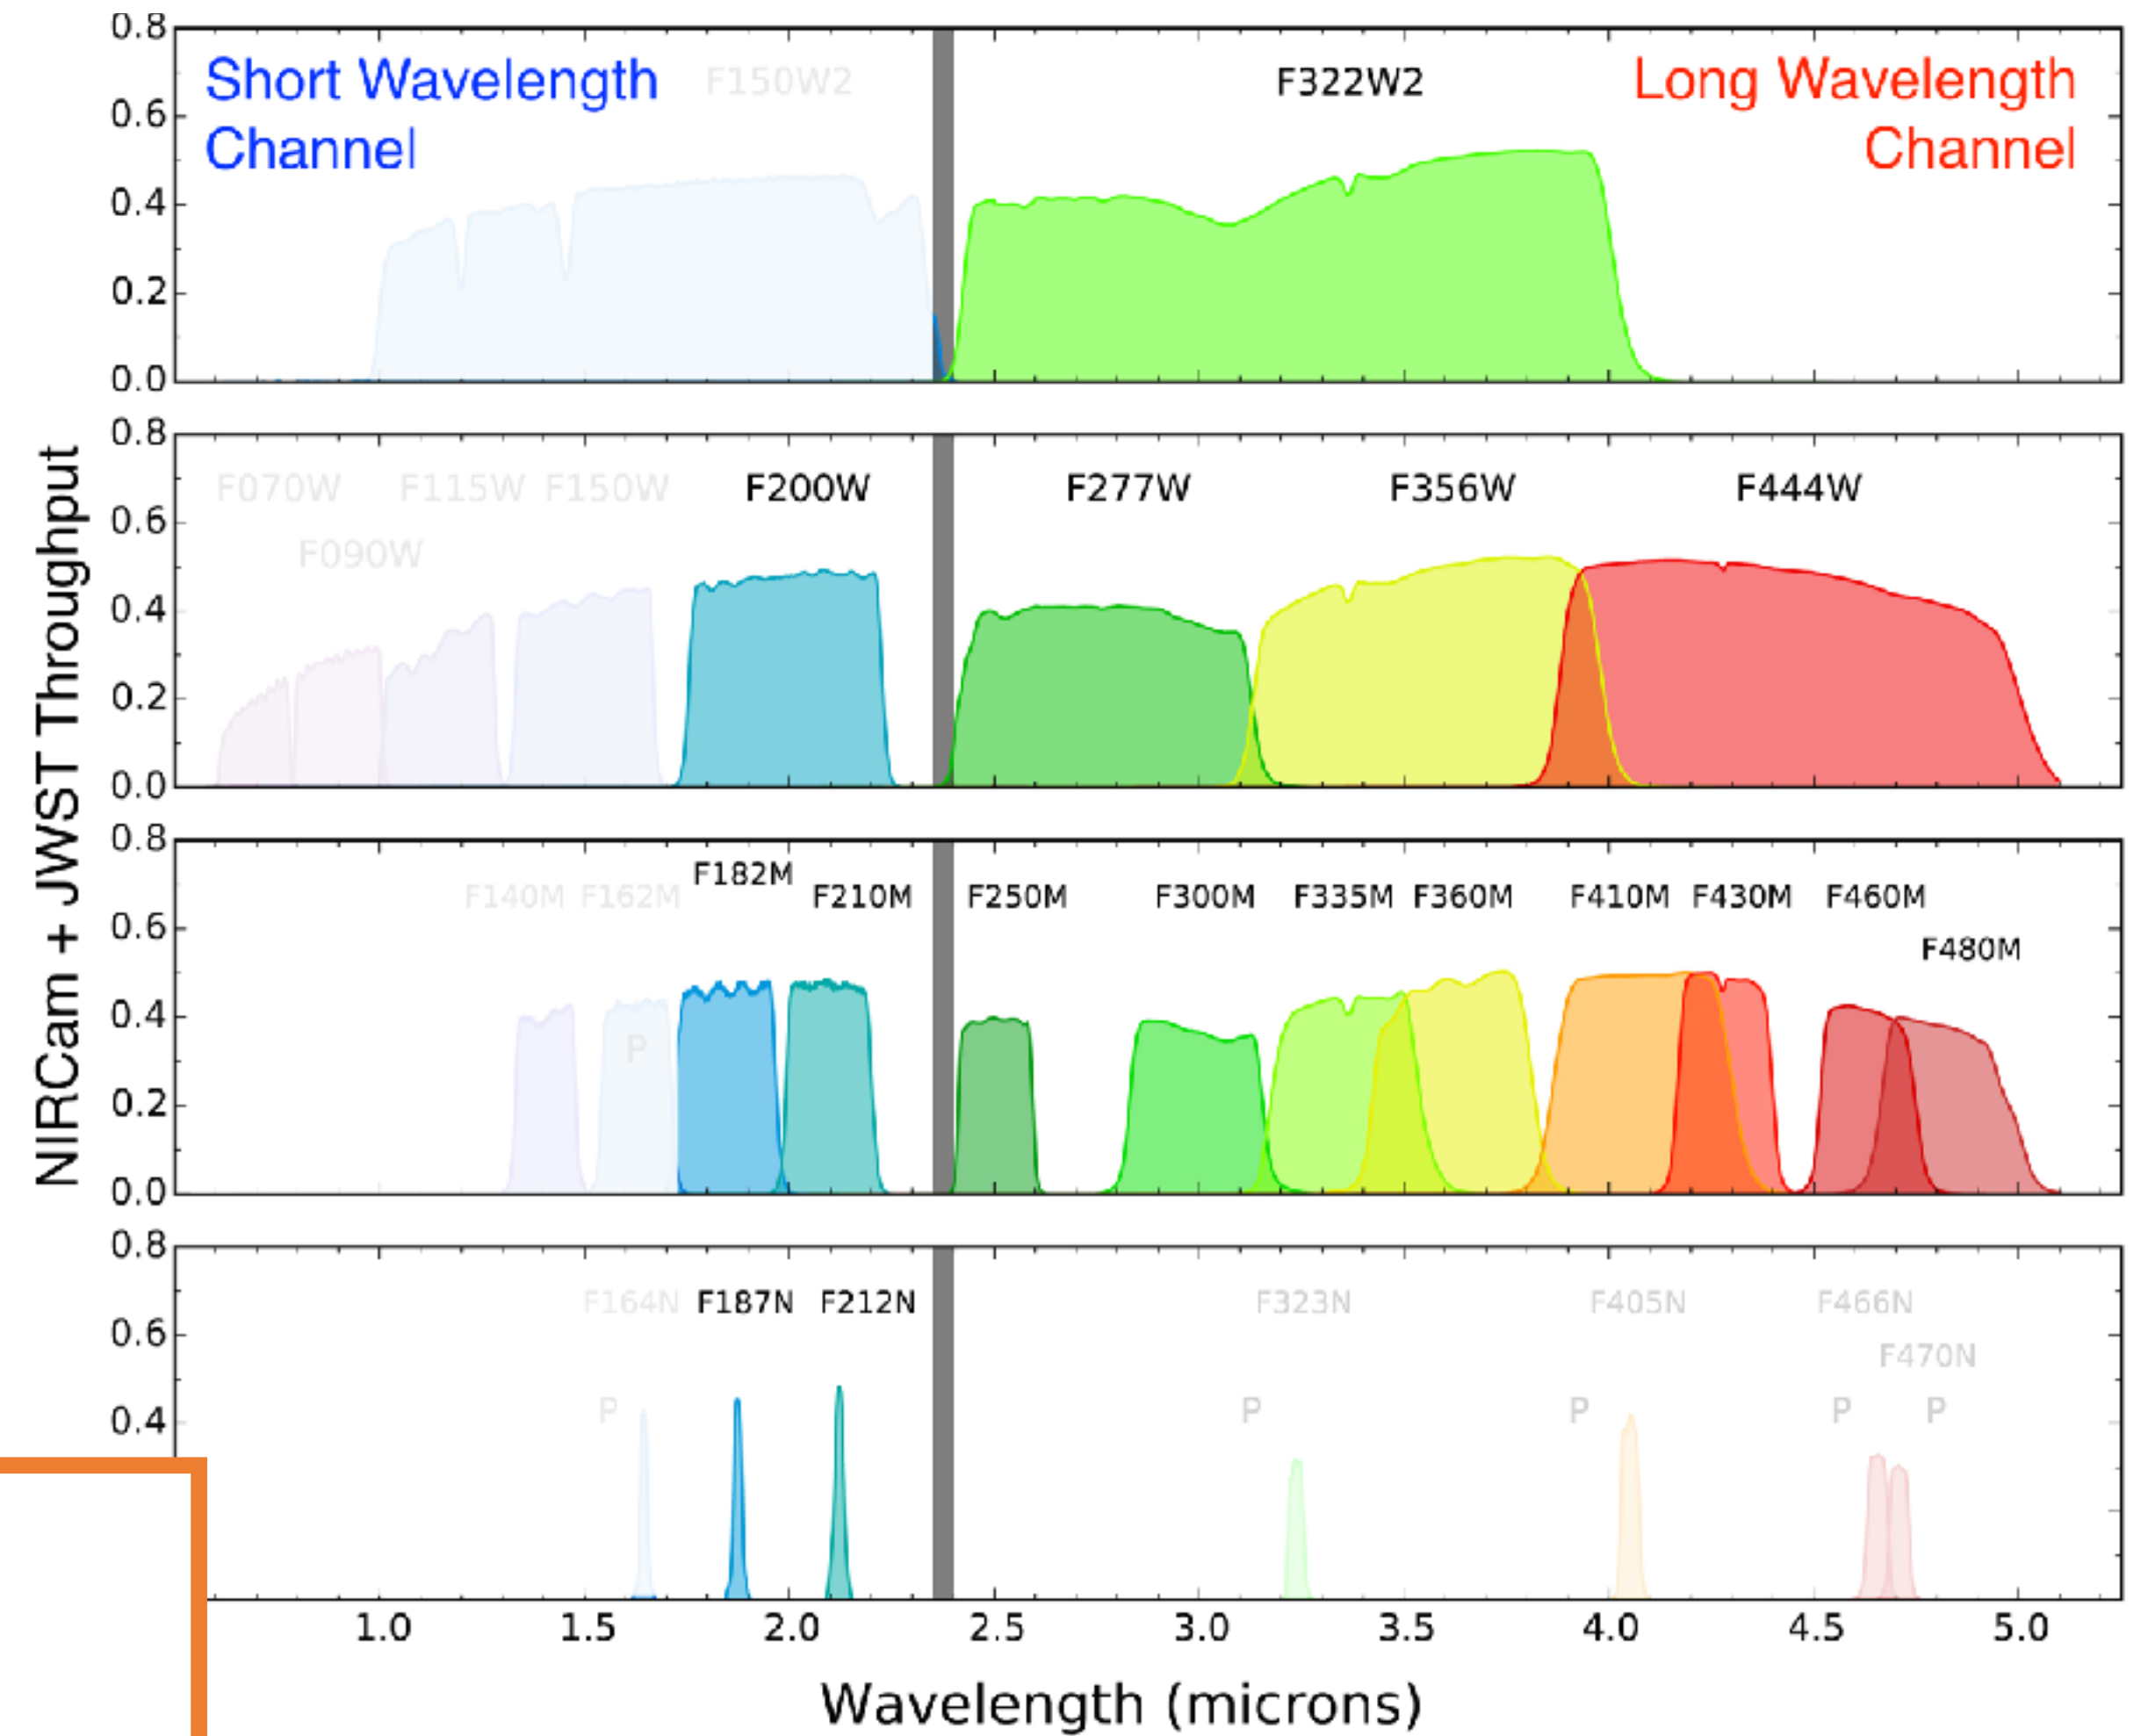 0.8
Short Wavelength
Channel
F150W2
F322W2
Long Wavelength
Channel
0.6
0.4
0.2
0.0
NIRCam + JWST Throughput
0.8
F070W
F115W
F150W
F200W
F277W
F356W
F444W
0.6
F090W
0.4
0.2
0.0
0.8
F182M
F140M
F162M
F210M
F250M
F300M
F335M
F360M
F410M
F430M
F460M
0.6
F480M
0.4
P
0.2
0.0
0.8
F164N
F187N
F212N
F323N
F405N
F466N
0.6
F470N
0.4
P
P
P
P
P
1.0
1.5
2.0
2.5
3.0
3.5
4.0
4.5
5.0
Wavelength (microns)